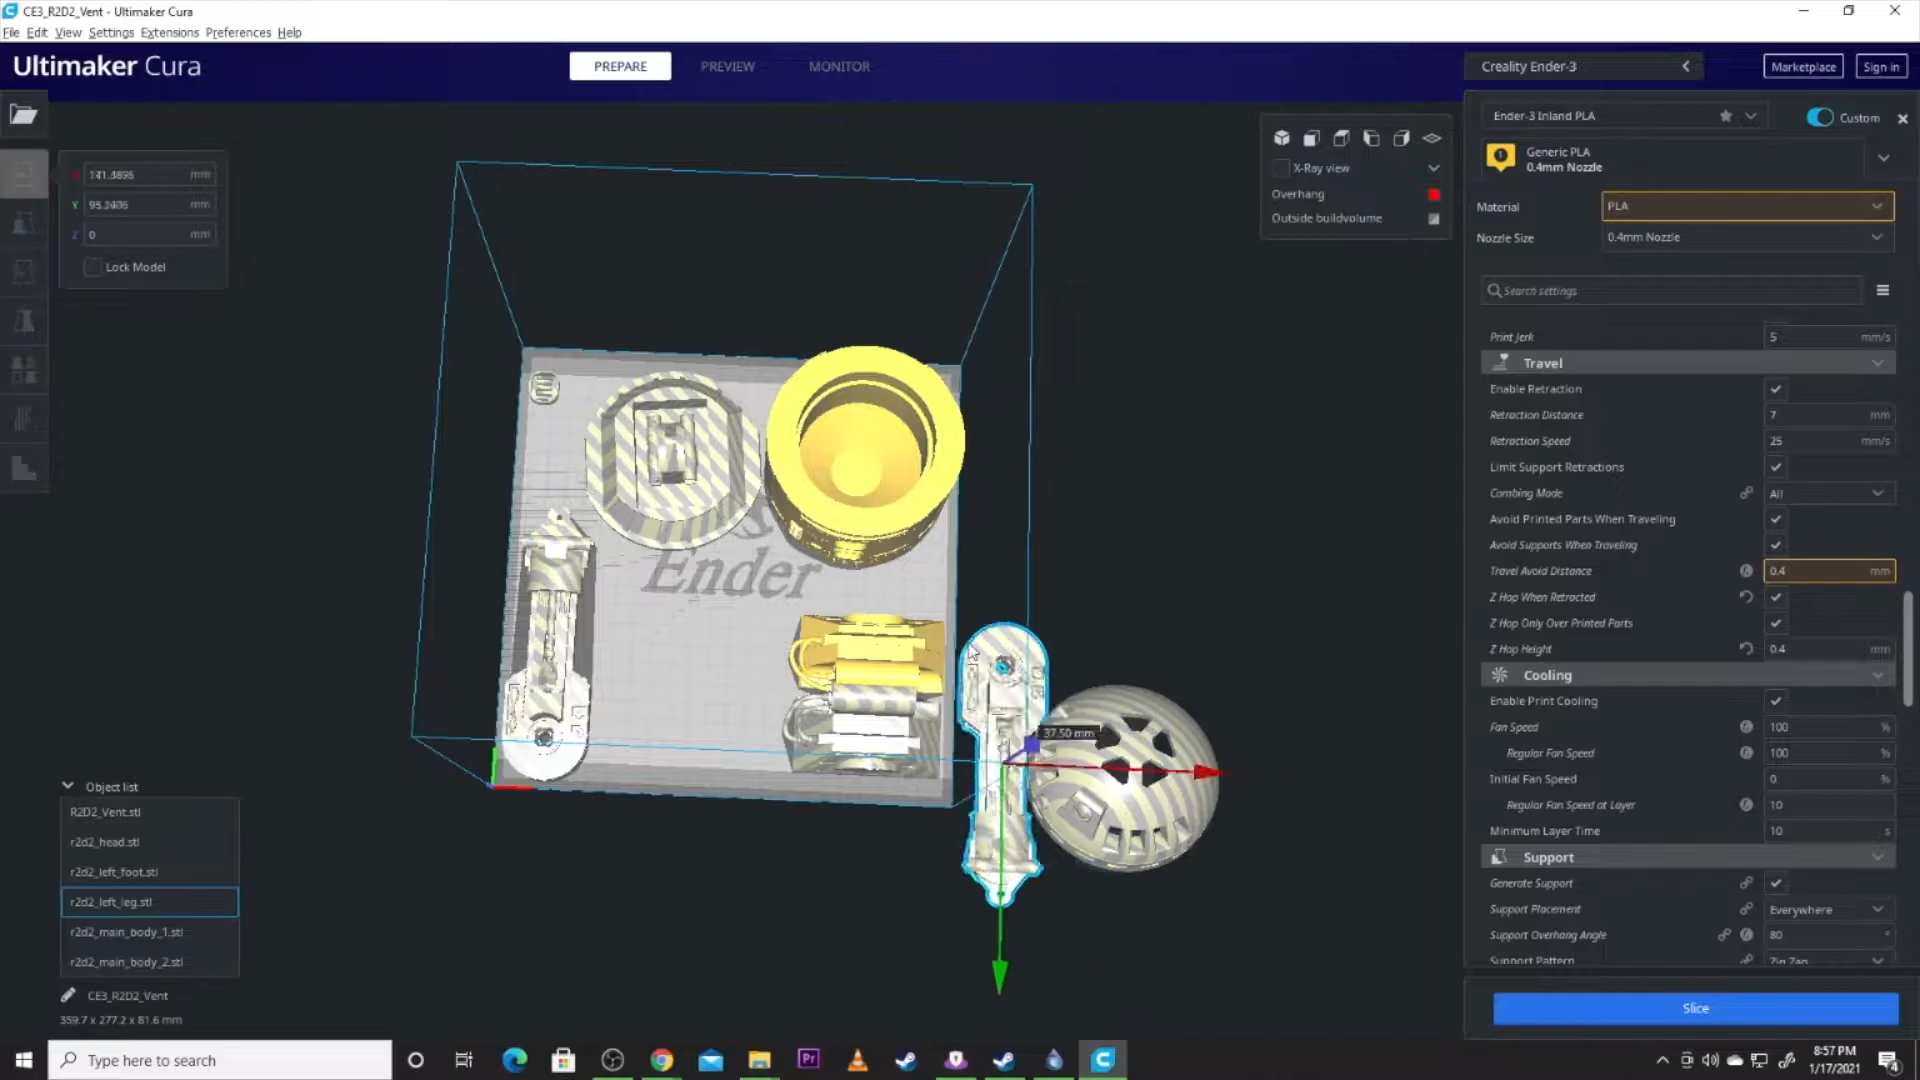 CE3_R2D2_Vent - Ultimaker Cura
File Edit View Settings Extensions Preferences Help
Ultimaker Cura
PREPARE
PREVIEW
MONITOR
Creality Ender-3
Marketplace
Sign in
Ender-3 Inland PLA
Custom
Generic PLA
0.4mm Nozzle
Material
PLA
Nozzle Size
0.4mm Nozzle
Search settings
mm
Y
mm
Z 0 mm
Lock Model
X-Ray view
Overhang
Outside buildvolume
Print Jerk 5 mm/s
Travel
Enable Retraction
Retraction Distance 7 mm
Retraction Speed 25 mm/s
Limit Support Retractions
Combing Mode All
Avoid Printed Parts When Traveling
Avoid Supports When Traveling
Travel Avoid Distance 0.4 mm
Z Hop When Retracted
Z Hop Only Over Printed Parts
Z Hop Height 0.4 mm
Cooling
Enable Print Cooling
Fan Speed 100 %
Regular Fan Speed 100 %
Initial Fan Speed 0 %
Regular Fan Speed at Layer 10
Minimum Layer Time 10 s
Support
Generate Support
Support Placement Everywhere
Support Overhang Angle 80 °
Support Pattern Zig Zag
Slice
Ender
37.50 mm
Object list
R2D2_Vent.stl
r2d2_head.stl
r2d2_left_foot.stl
r2d2_left_leg.stl
r2d2_main_body_1.stl
r2d2_main_body_2.stl
CE3_R2D2_Vent
359.7 x 277.2 x 81.6 mm
Type here to search
Pr
8:57 PM
1/17/2021
4